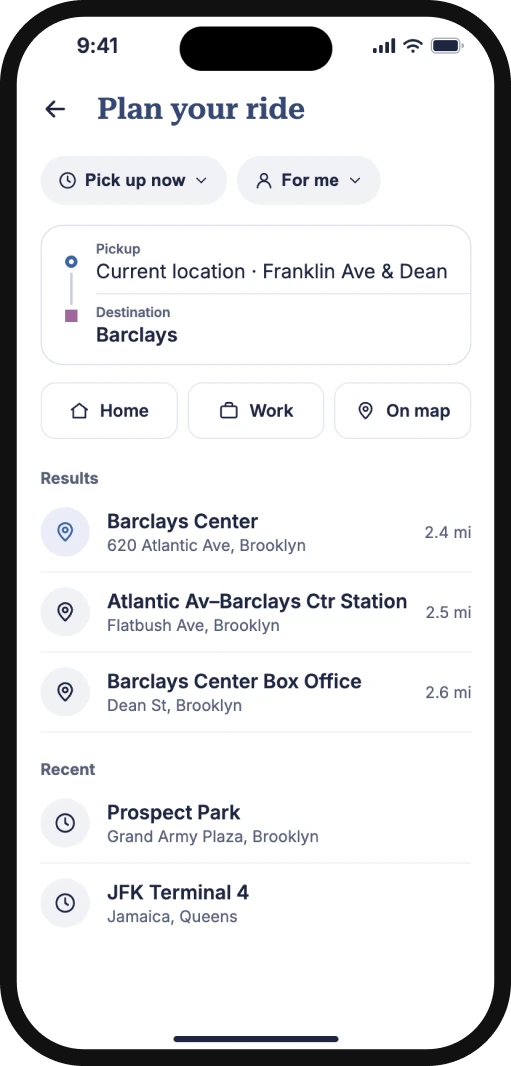 9:41
Plan your ride
Pick up now
For me
Pickup
Current location · Franklin Ave & Dean
Destination
Barclays
Home
Work
On map
Results
Barclays Center
620 Atlantic Ave, Brooklyn
2.4 mi
Atlantic Av–Barclays Ctr Station
Flatbush Ave, Brooklyn
2.5 mi
Barclays Center Box Office
Dean St, Brooklyn
2.6 mi
Recent
Prospect Park
Grand Army Plaza, Brooklyn
JFK Terminal 4
Jamaica, Queens